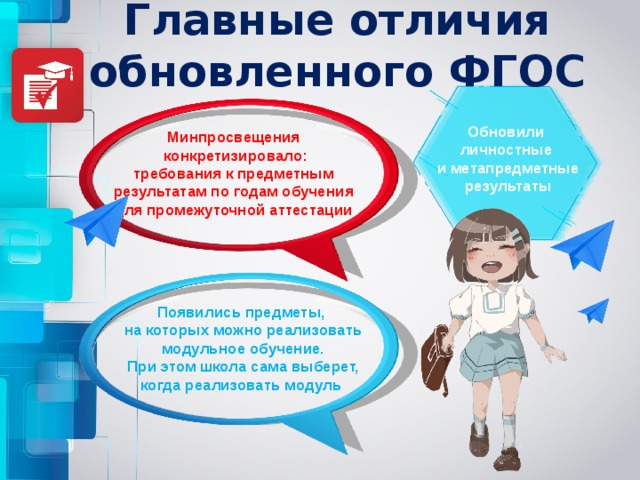 Главные отличия
обновленного ФГОС
Минпросвещения
конкретизировало:
требования к предметным
результатам по годам обучения
ля промежуточной аттестации
Обновили
личностные
и метапредметные
результаты
Появились предметы,
на которых можно реализовать
модульное обучение.
При этом школа сама выберет,
когда реализовать модуль